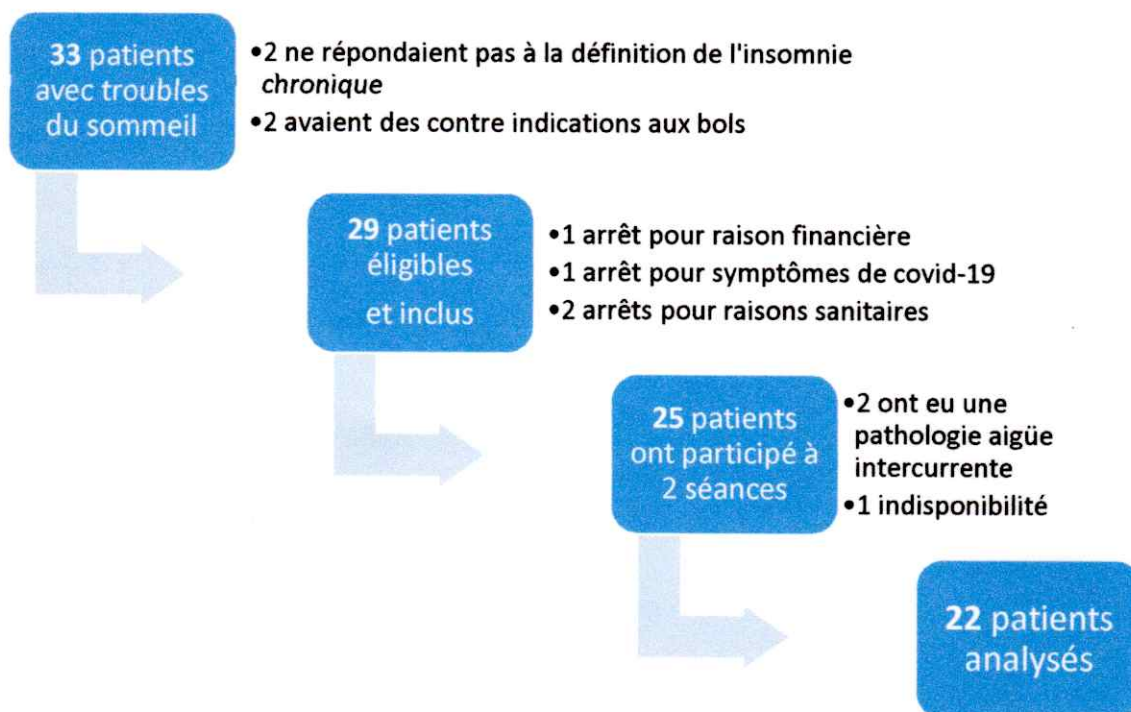 33 patients
avec troubles
du sommeil
•2 ne répondaient pas à la définition de l'insomnie
chronique
•2 avaient des contre indications aux bols
29 patients
éligibles
et inclus
•1 arrêt pour raison financière
•1 arrêt pour symptômes de covid-19
•2 arrêts pour raisons sanitaires
25 patients
ont participé à
2 séances
•2 ont eu une
pathologie aigüe
intercurrente
•1 indisponibilité
22 patients
analysés